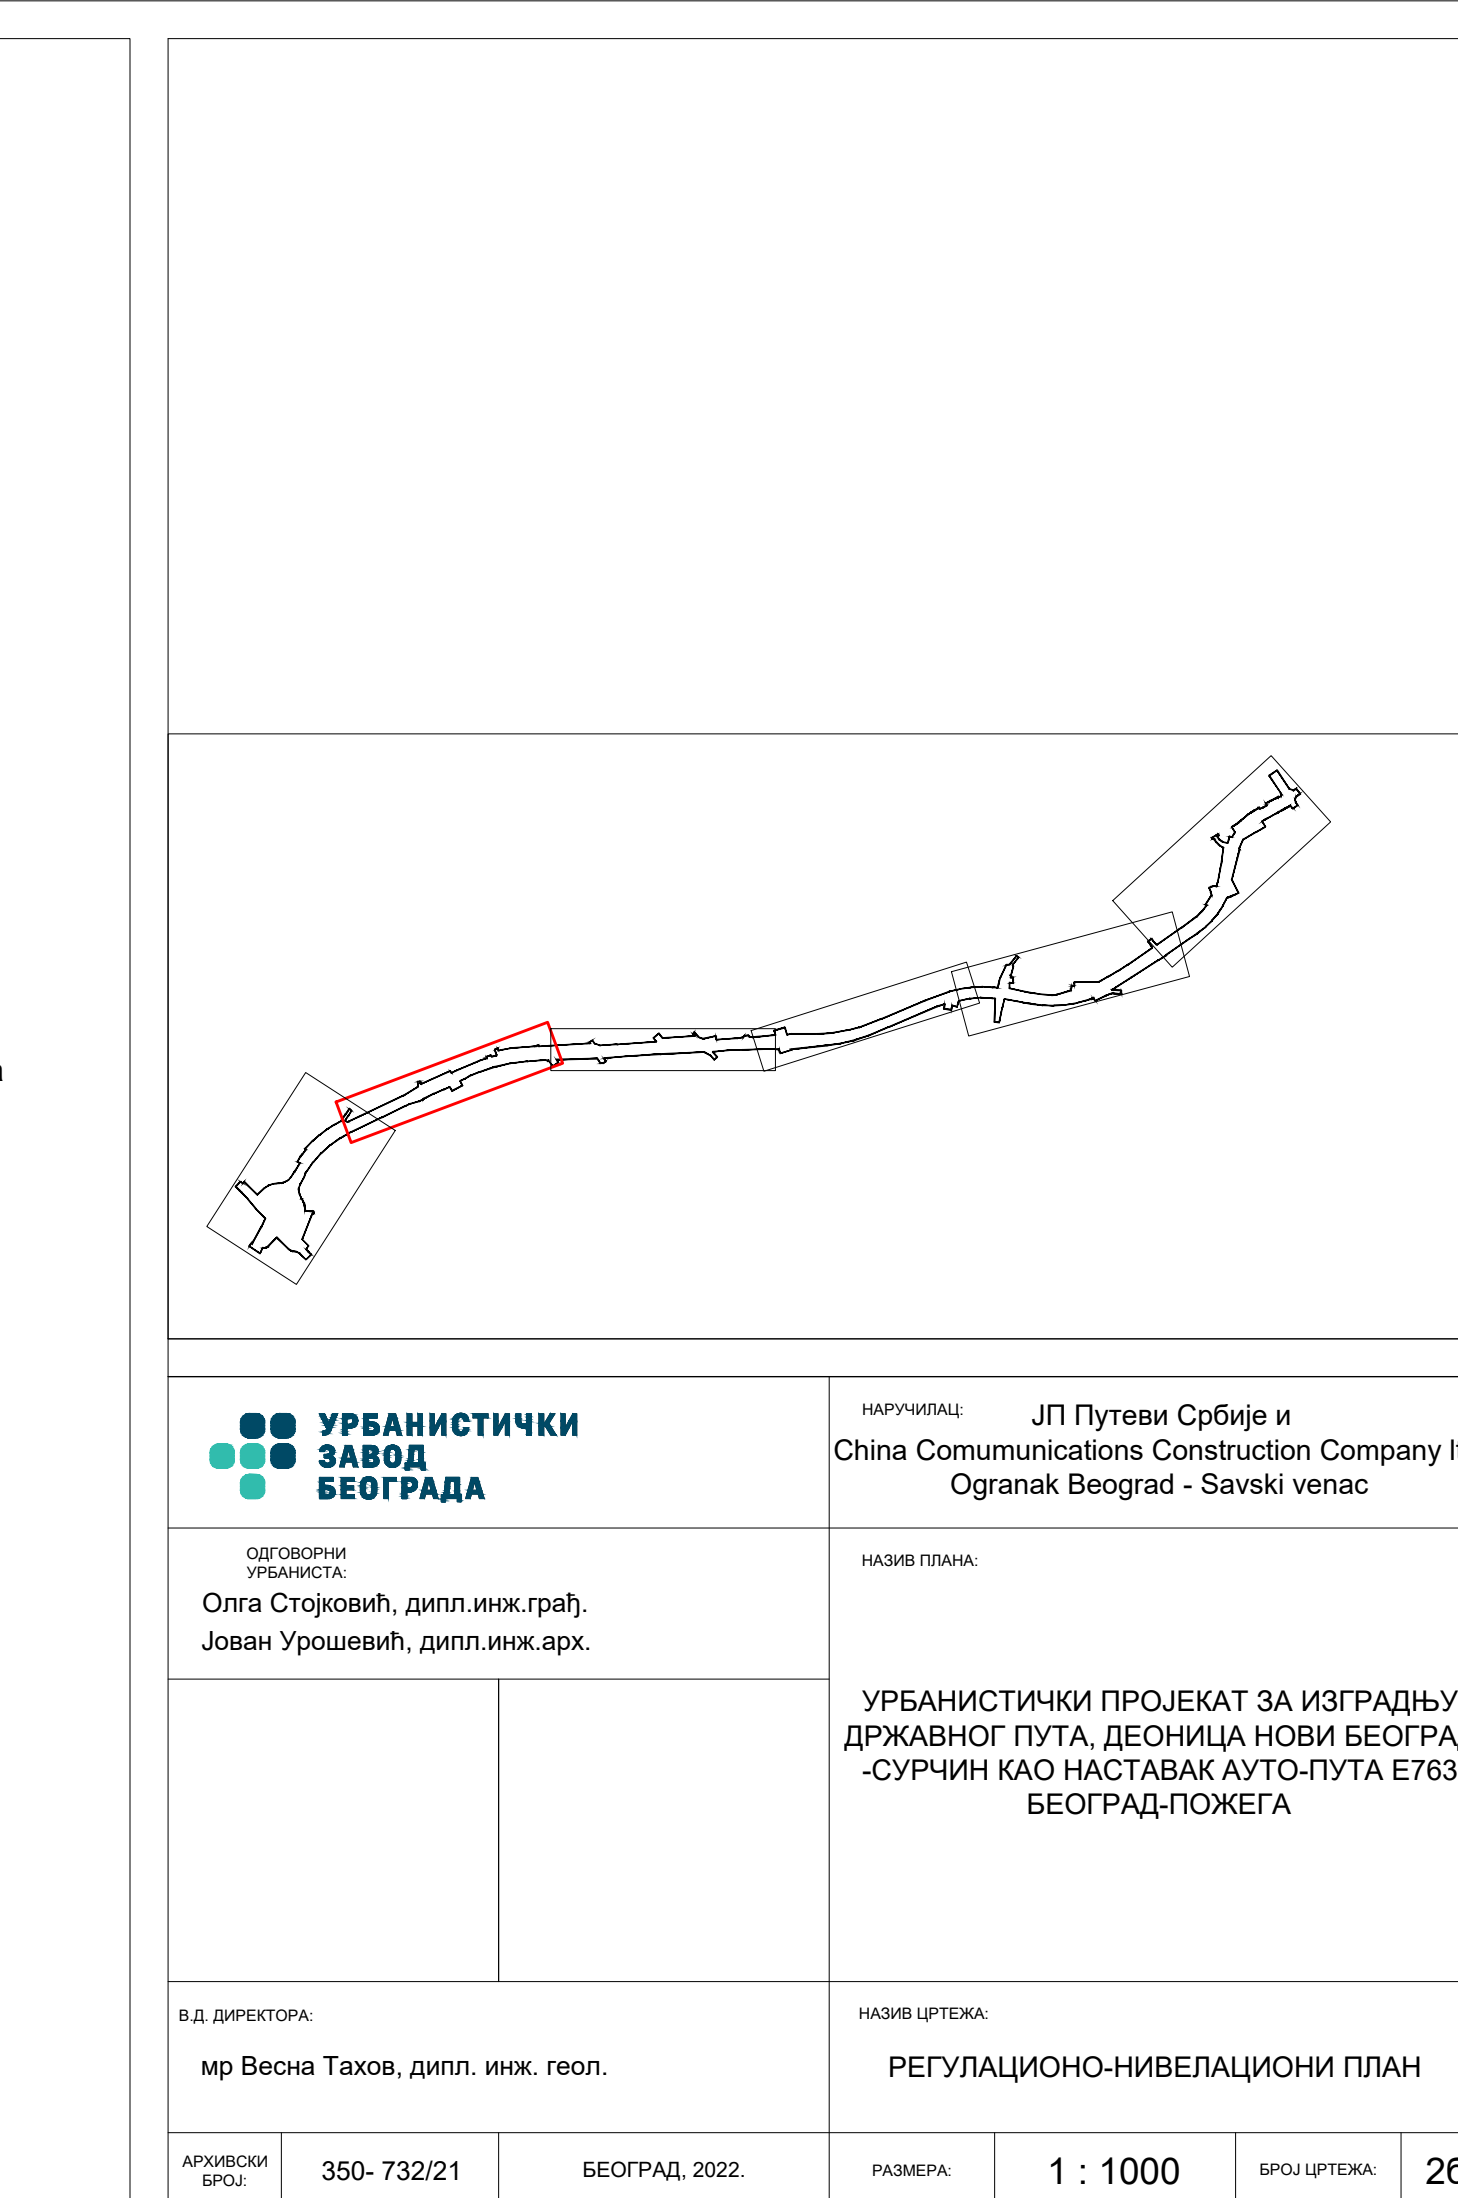 УРБАНИСТИЧКИ
ЗАВОД
БЕОГРАДА
НАРУЧИЛАЦ:
ЈП Путеви Србије и
China Comumunications Construction Company
Ogranak Beograd - Savski venac
ОДГОВОРНИ
УРБАНИСТА:
Олга Стојковић, дипл.инж.грађ.
Јован Урошевић, дипл.инж.арх.
НАЗИВ ПЛАНА:
УРБАНИСТИЧКИ ПРОЈЕКАТ ЗА ИЗГРАДЊУ
ДРЖАВНОГ ПУТА, ДЕОНИЦА НОВИ БЕОГРАД
-СУРЧИН КАО НАСТАВАК АУТО-ПУТА Е763
БЕОГРАД-ПОЖЕГА
В.Д. ДИРЕКТОРА:
мр Весна Тахов, дипл. инж. геол.
НАЗИВ ЦРТЕЖА:
РЕГУЛАЦИОНО-НИВЕЛАЦИОНИ ПЛАН
АРХИВСКИ
БРОЈ:
350- 732/21
БЕОГРАД, 2022.
РАЗМЕРА:
1 : 1000
БРОЈ ЦРТЕЖА: